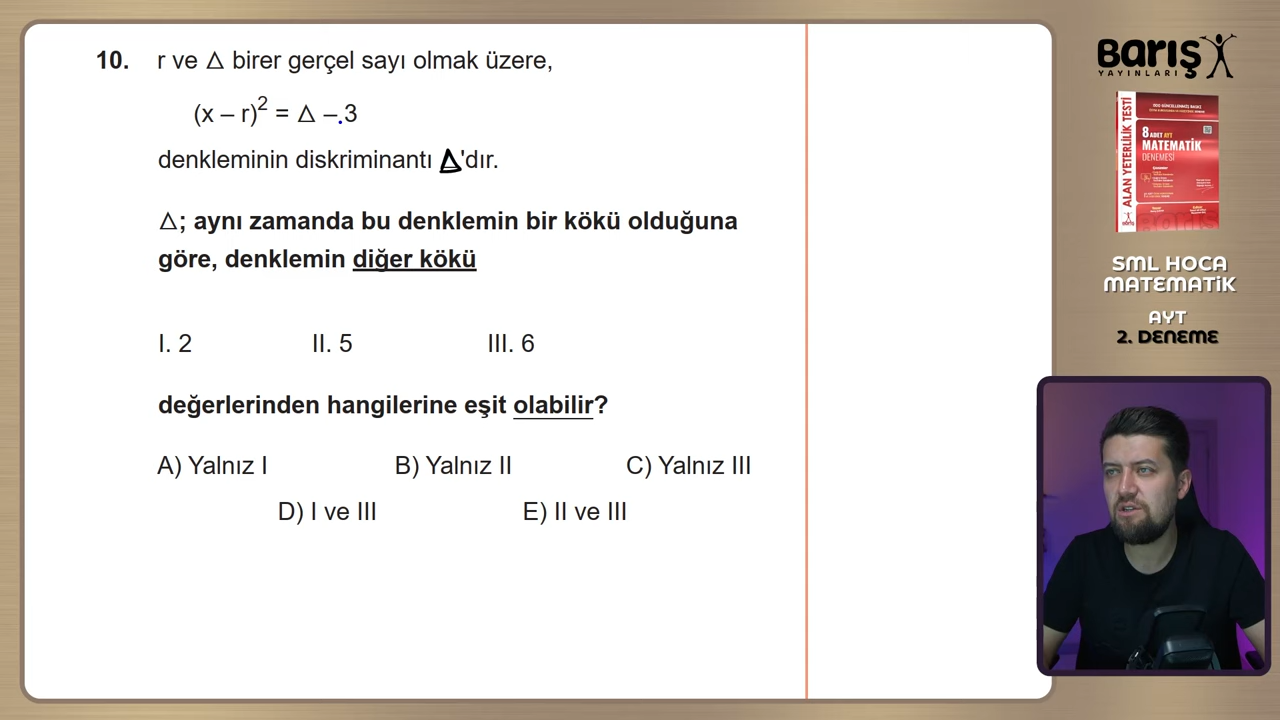 10. r ve △ birer gerçel sayı olmak üzere,
(x – r)² = △ – 3
denkleminin diskriminantı △'dır.
△; aynı zamanda bu denklemin bir kökü olduğuna
göre, denklemin diğer kökü
I. 2 II. 5 III. 6
değerlerinden hangilerine eşit olabilir?
A) Yalnız I B) Yalnız II C) Yalnız III
D) I ve III E) II ve III
Barış
YAYINLARI
ALAN YETERLİLİK TESTİ
8 ADET AYT
MATEMATİK
DENEMESİ
Barış
SML HOCA
MATEMATİK
AYT
2. DENEME